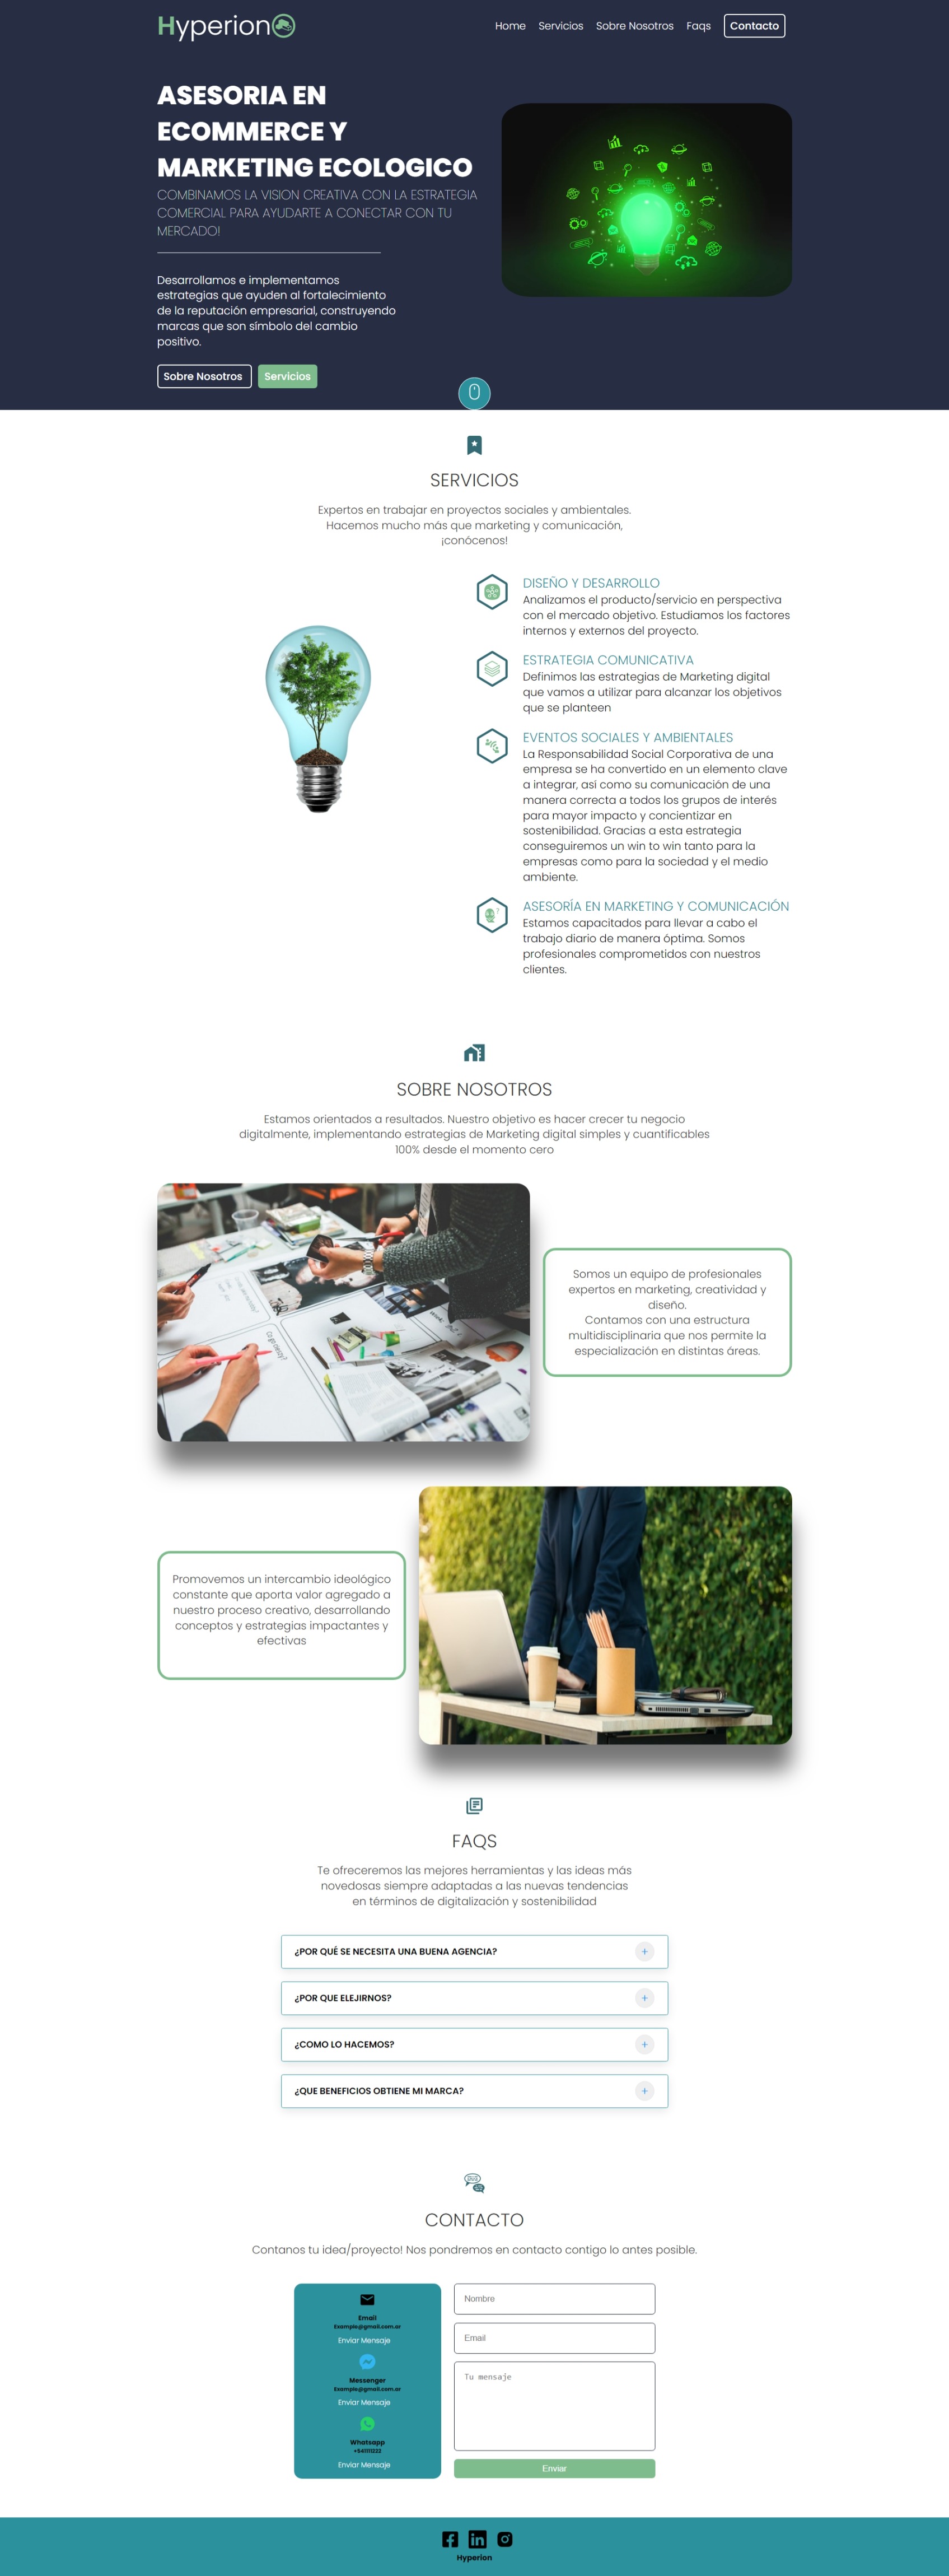 Hyperion
Home Servicios Sobre Nosotros Faqs Contacto
ASESORIA EN
ECOMMERCE Y
MARKETING ECOLOGICO
COMBINAMOS LA VISION CREATIVA CON LA ESTRATEGIA
COMERCIAL PARA AYUDARTE A CONECTAR CON TU
MERCADO!
Desarrollamos e implementamos
estrategias que ayuden al fortalecimiento
de la reputación empresarial, construyendo
marcas que son símbolo del cambio
positivo.
Sobre Nosotros Servicios
SERVICIOS
Expertos en trabajar en proyectos sociales y ambientales.
Hacemos mucho más que marketing y comunicación,
¡conócenos!
DISEÑO Y DESARROLLO
Analizamos el producto/servicio en perspectiva
con el mercado objetivo. Estudiamos los factores
internos y externos del proyecto.
ESTRATEGIA COMUNICATIVA
Definimos las estrategias de Marketing digital
que vamos a utilizar para alcanzar los objetivos
que se planteen
EVENTOS SOCIALES Y AMBIENTALES
La Responsabilidad Social Corporativa de una
empresa se ha convertido en un elemento clave
a integrar, así como su comunicación de una
manera correcta a todos los grupos de interés
para mayor impacto y concientizar en
sostenibilidad. Gracias a esta estrategia
conseguiremos un win to win tanto para la
empresas como para la sociedad y el medio
ambiente.
ASESORÍA EN MARKETING Y COMUNICACIÓN
Estamos capacitados para llevar a cabo el
trabajo diario de manera óptima. Somos
profesionales comprometidos con nuestros
clientes.
SOBRE NOSOTROS
Estamos orientados a resultados. Nuestro objetivo es hacer crecer tu negocio
digitalmente, implementando estrategias de Marketing digital simples y cuantificables
100% desde el momento cero
Somos un equipo de profesionales
expertos en marketing, creatividad y
diseño.
Contamos con una estructura
multidisciplinaria que nos permite la
especialización en distintas áreas.
Promovemos un intercambio ideológico
constante que aporta valor agregado a
nuestro proceso creativo, desarrollando
conceptos y estrategias impactantes y
efectivas
FAQS
Te ofreceremos las mejores herramientas y las ideas más
novedosas siempre adaptadas a las nuevas tendencias
en términos de digitalización y sostenibilidad
¿POR QUÉ SE NECESITA UNA BUENA AGENCIA? +
¿POR QUE ELEJIRNOS? +
¿COMO LO HACEMOS? +
¿QUE BENEFICIOS OBTIENE MI MARCA? +
CONTACTO
Contanos tu idea/proyecto! Nos pondremos en contacto contigo lo antes posible.
Email
Example@gmail.com.ar
Enviar Mensaje
Messenger
Example@gmail.com.ar
Enviar Mensaje
Whatsapp
Enviar Mensaje
Nombre
Email
Tu mensaje
Enviar
Hyperion